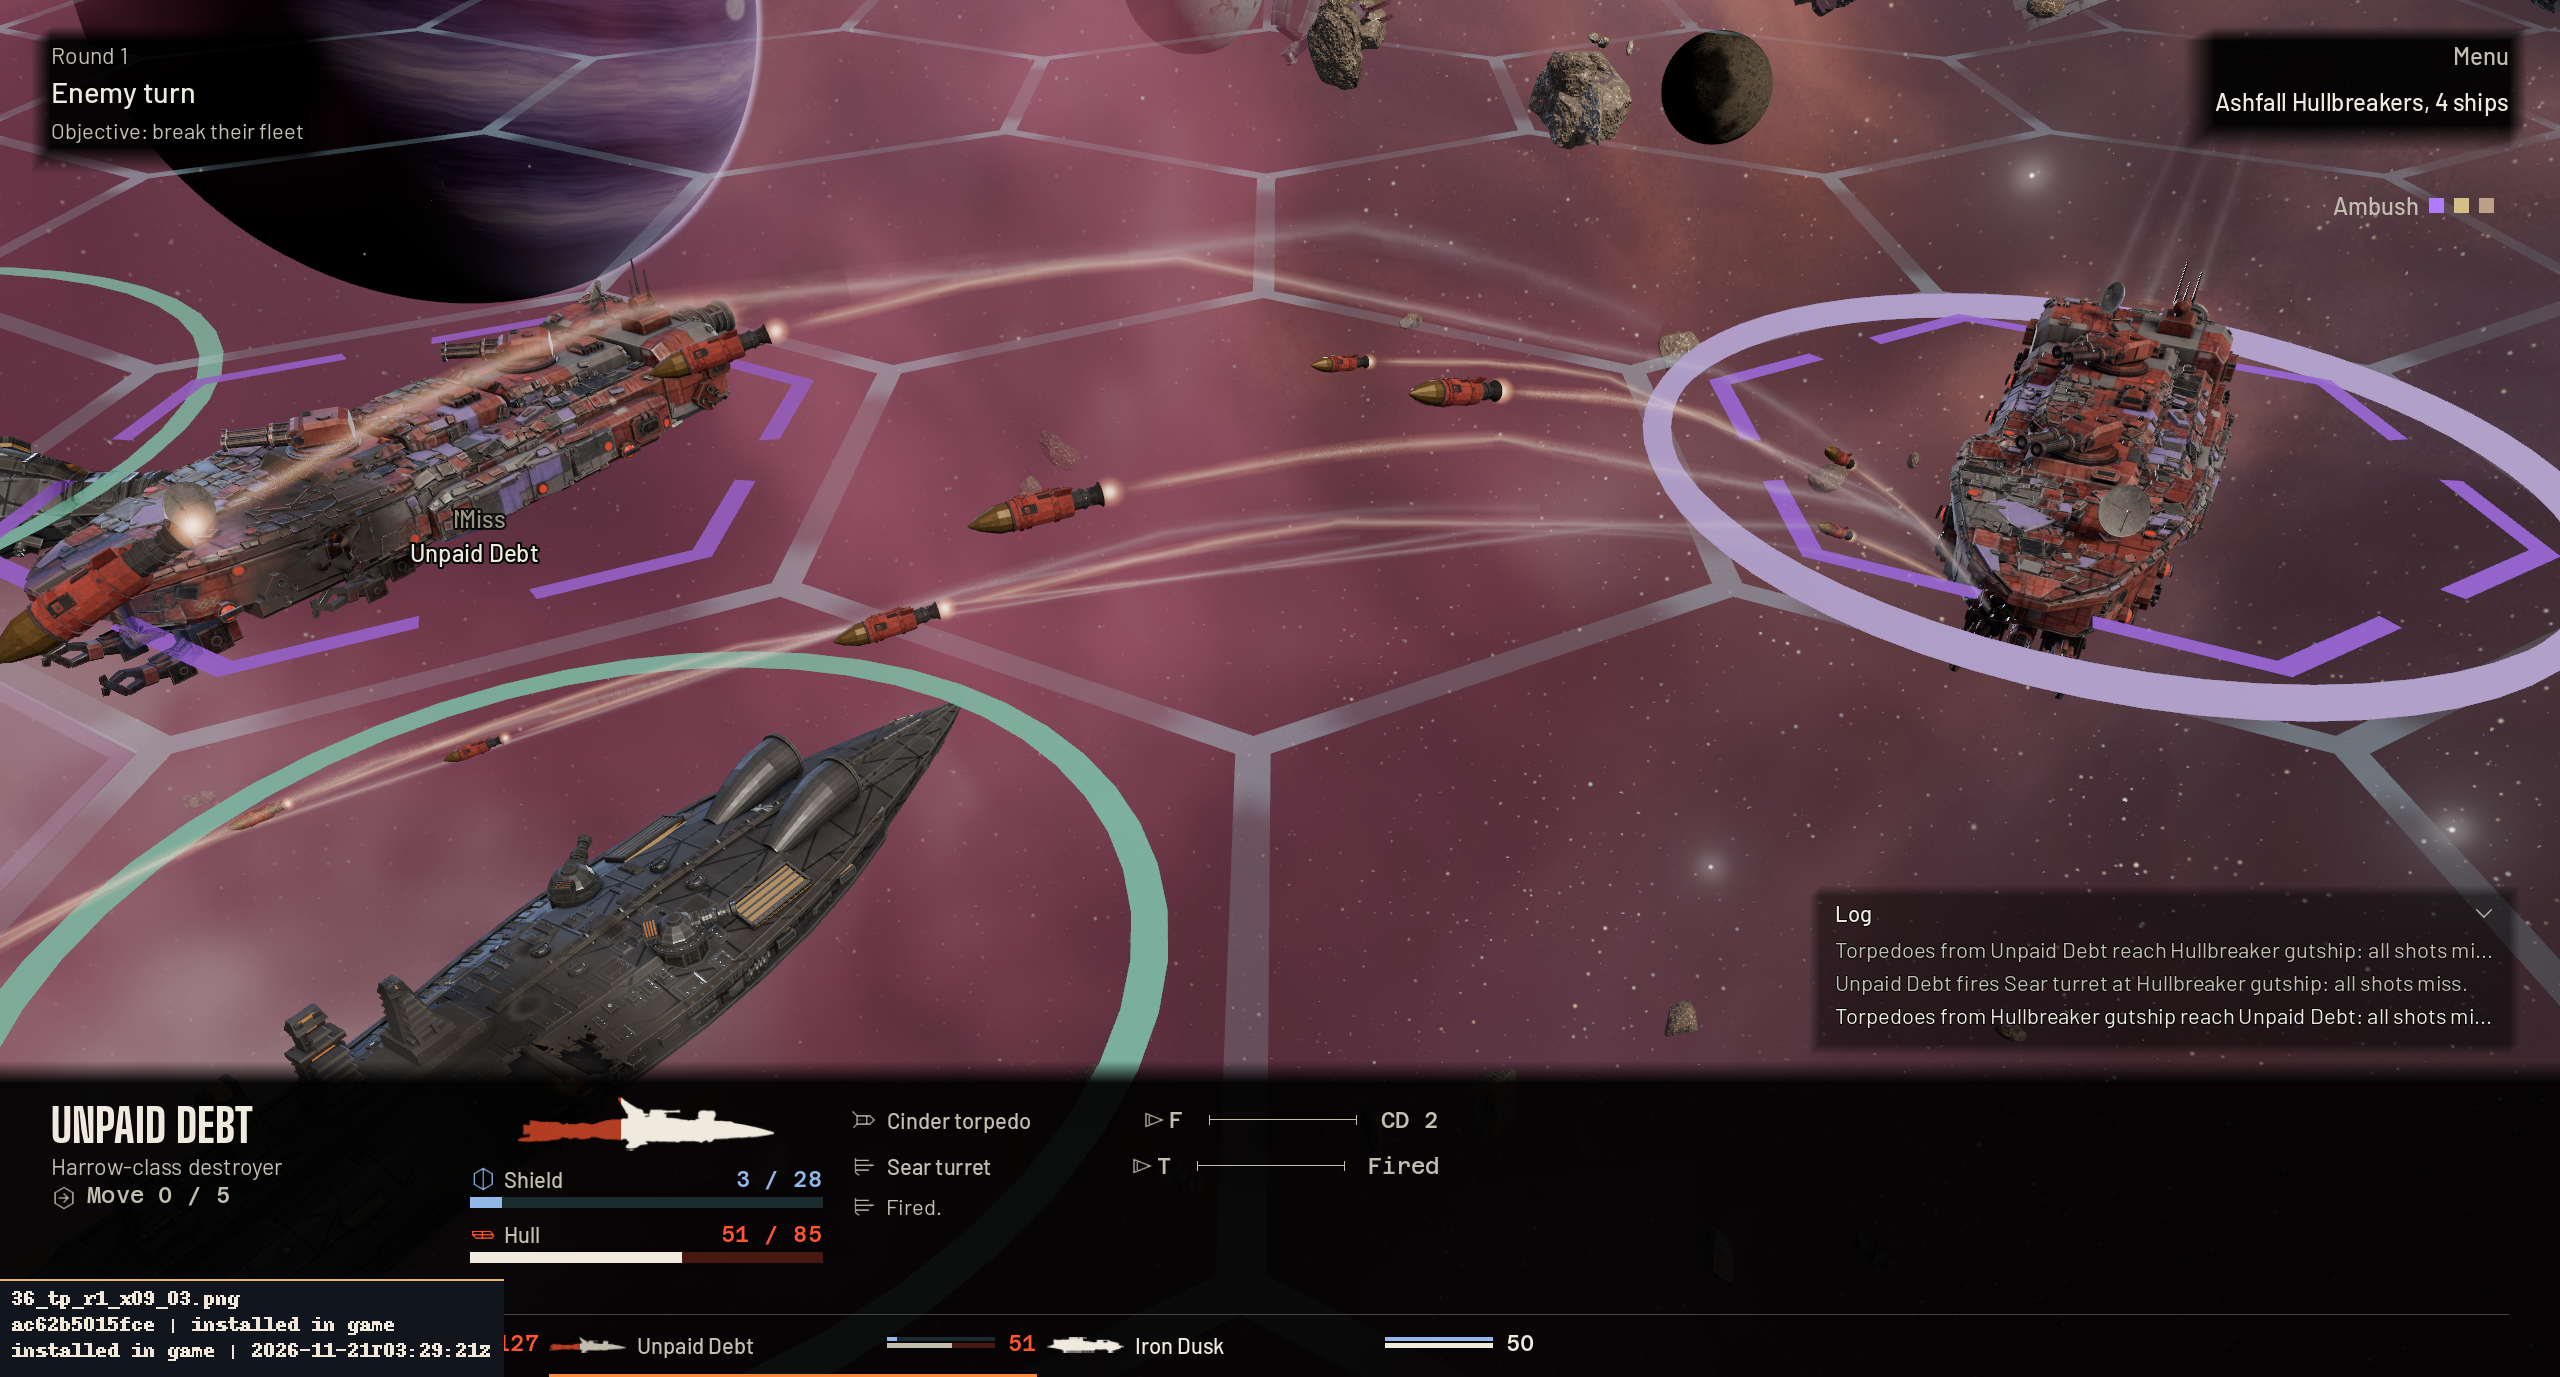 Round 1
Enemy turn
Objective: break their fleet
Menu
Ashfall Hullbreakers, 4 ships
Ambush
Miss
Unpaid Debt
Log
Torpedoes from Unpaid Debt reach Hullbreaker gutship: all shots mi...
Unpaid Debt fires Sear turret at Hullbreaker gutship: all shots miss.
Torpedoes from Hullbreaker gutship reach Unpaid Debt: all shots mi...
UNPAID DEBT
Harrow-class destroyer
Move 0 / 5
Shield 3 / 28
Hull 51 / 85
Cinder torpedo F CD 2
Sear turret T Fired
Fired.
36_tp_r1_x09_03.png
ac62b5015fce | installed in game
installed in game | 2026-11-21T03:29:21Z
127 Unpaid Debt 51 Iron Dusk 50